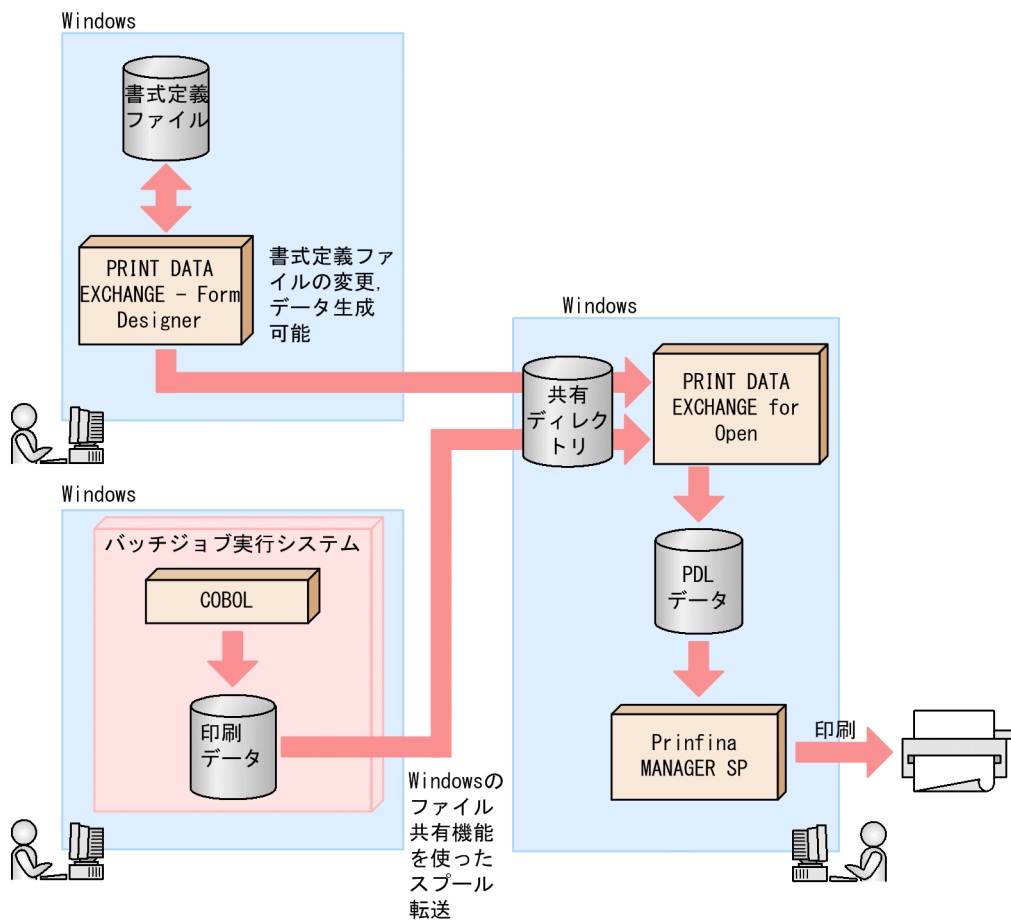 Windows
書式定義
ファイル
PRINT DATA
EXCHANGE － Form
Designer
書式定義ファ
イルの変更,
データ生成
可能
Windows
共有
ディレク
トリ
PRINT DATA
EXCHANGE for
Open
PDL
データ
Prinfina
MANAGER SP
印刷
Windows
バッチジョブ実行システム
COBOL
印刷
データ
Windowsの
ファイル
共有機能
を使った
スプール
転送